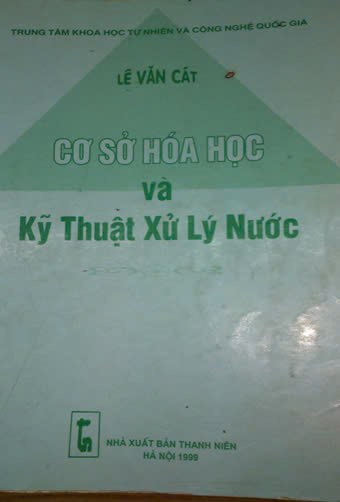 TRUNG TÂM KHOA HỌC TỰ NHIÊN VÀ CÔNG NGHỆ QUỐC GIA
LÊ VĂN CÁT
CƠ SỞ HÓA HỌC
và
Kỹ Thuật Xử Lý Nước
NHÀ XUẤT BẢN THANH NIÊN
HÀ NỘI 1999